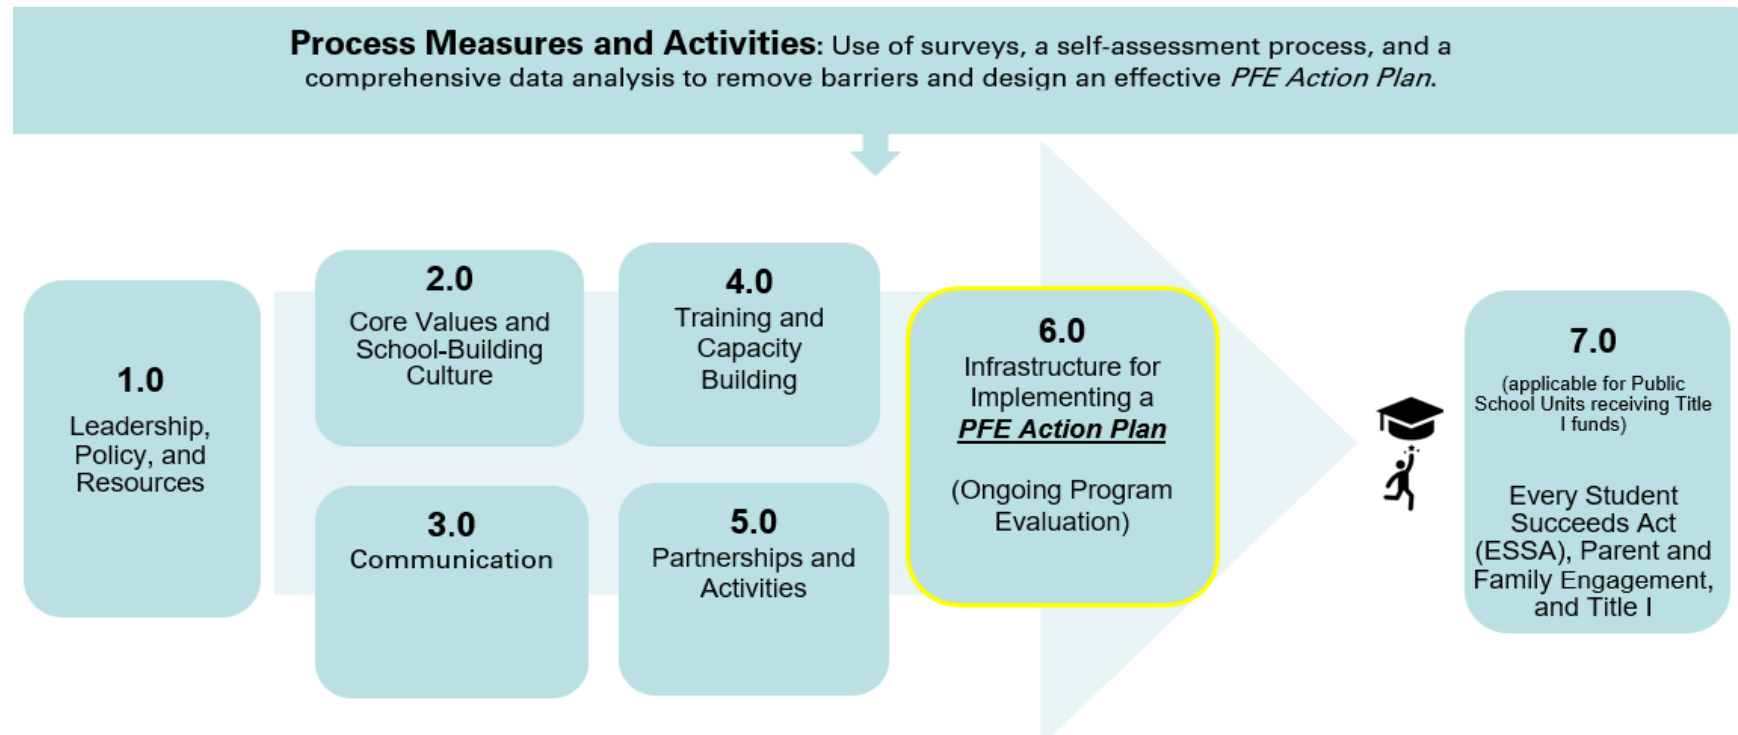 Process Measures and Activities: Use of surveys, a self-assessment process, and a
comprehensive data analysis to remove barriers and design an effective PFE Action Plan.
1.0
Leadership,
Policy, and
Resources
2.0
Core Values and
School-Building
Culture
3.0
Communication
4.0
Training and
Capacity
Building
5.0
Partnerships and
Activities
6.0
Infrastructure for
Implementing a
PFE Action Plan
(Ongoing Program
Evaluation)
7.0
(applicable for Public
School Units receiving Title
I funds)
Every Student
Succeeds Act
(ESSA), Parent and
Family Engagement,
and Title I